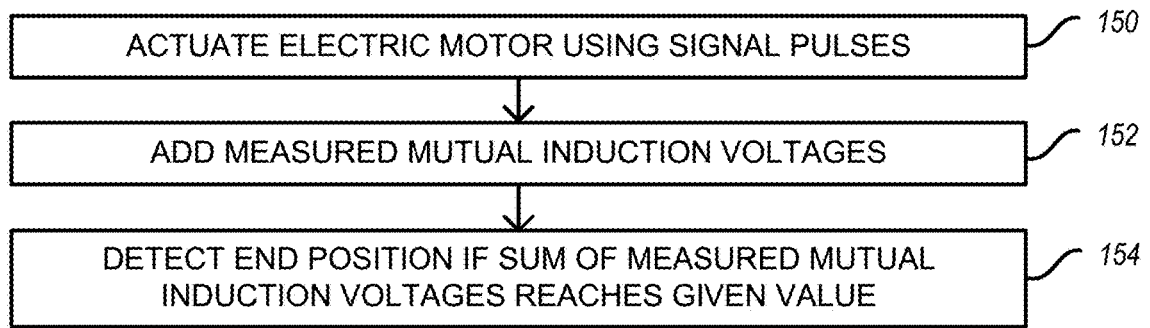 ACTUATE ELECTRIC MOTOR USING SIGNAL PULSES
150
ADD MEASURED MUTUAL INDUCTION VOLTAGES
152
DETECT END POSITION IF SUM OF MEASURED MUTUAL
INDUCTION VOLTAGES REACHES GIVEN VALUE
154